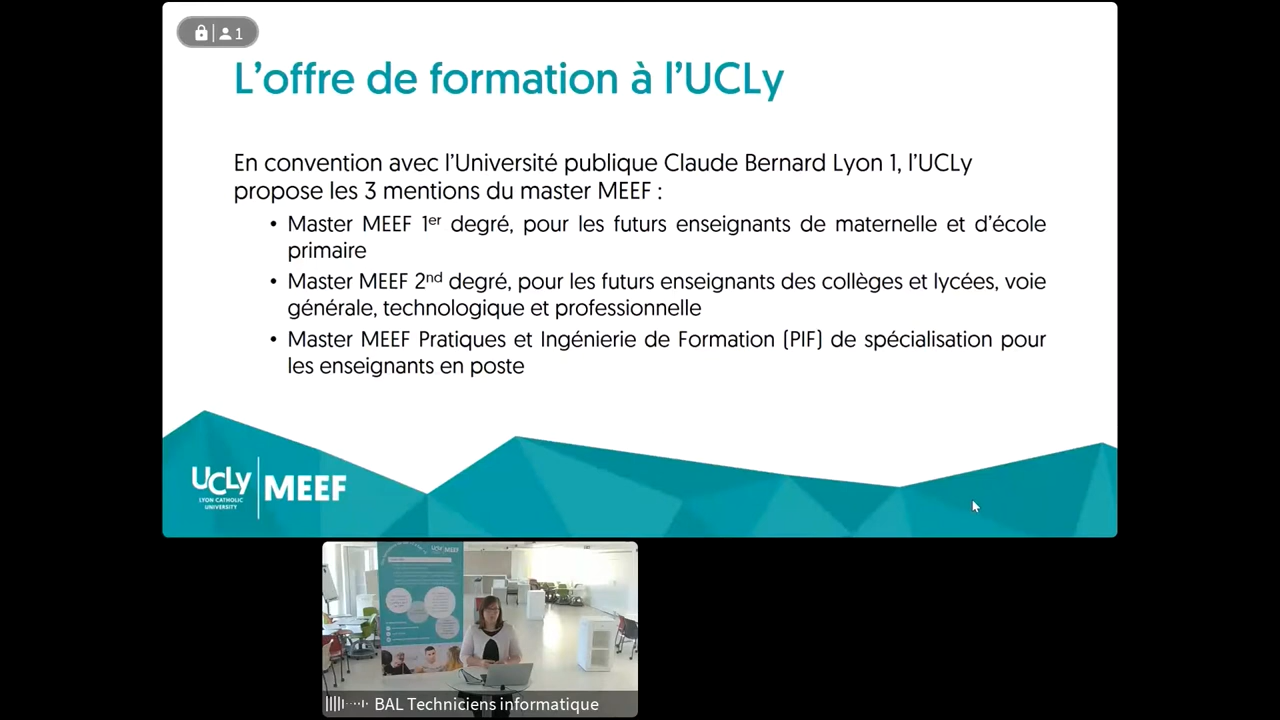 1
L'offre de formation à l'UCLy
En convention avec l'Université publique Claude Bernard Lyon 1, l'UCLy
propose les 3 mentions du master MEEF :
• Master MEEF 1er degré, pour les futurs enseignants de maternelle et d'école
primaire
• Master MEEF 2nd degré, pour les futurs enseignants des collèges et lycées, voie
générale, technologique et professionnelle
• Master MEEF Pratiques et Ingénierie de Formation (PIF) de spécialisation pour
les enseignants en poste
UCLy
LYON CATHOLIC
UNIVERSITY
MEEF
MEEF
BAL Techniciens informatique